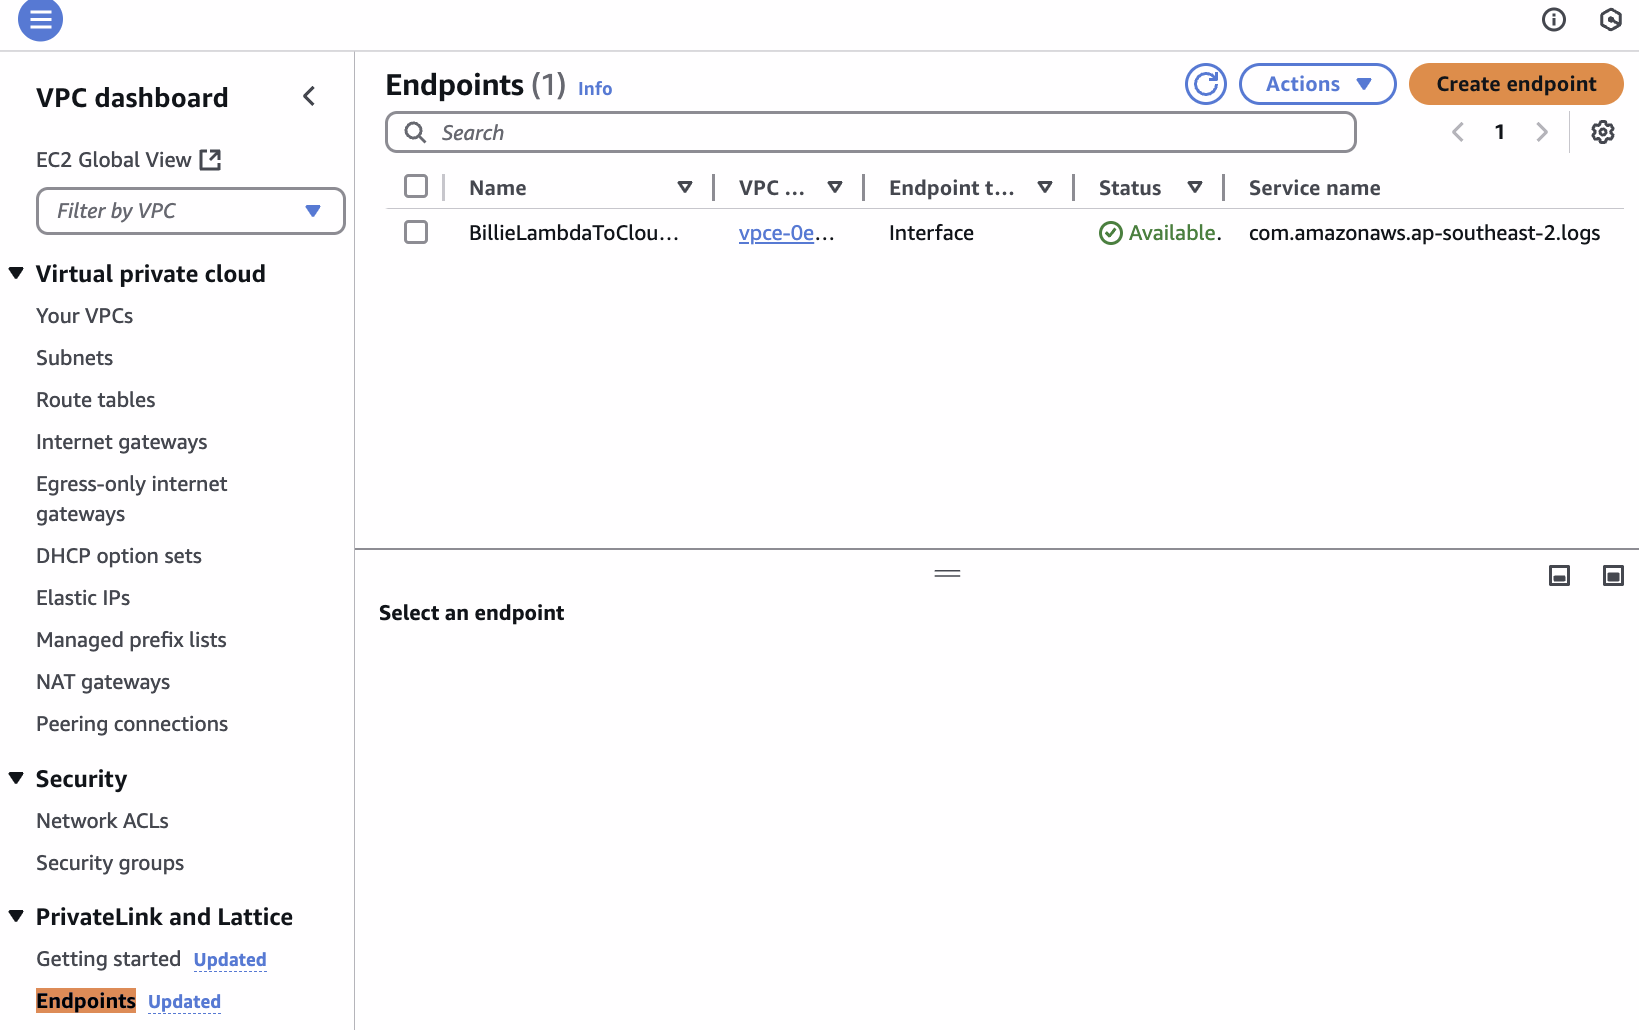 VPC dashboard
EC2 Global View
Filter by VPC
Virtual private cloud
Your VPCs
Subnets
Route tables
Internet gateways
Egress-only internet
gateways
DHCP option sets
Elastic IPs
Managed prefix lists
NAT gateways
Peering connections
Security
Network ACLs
Security groups
PrivateLink and Lattice
Getting started Updated
Endpoints Updated
Endpoints (1) Info
Actions
Create endpoint
Search
1
Name VPC ... Endpoint t... Status Service name
BillieLambdaToClou... vpce-0e... Interface Available. com.amazonaws.ap-southeast-2.logs
Select an endpoint